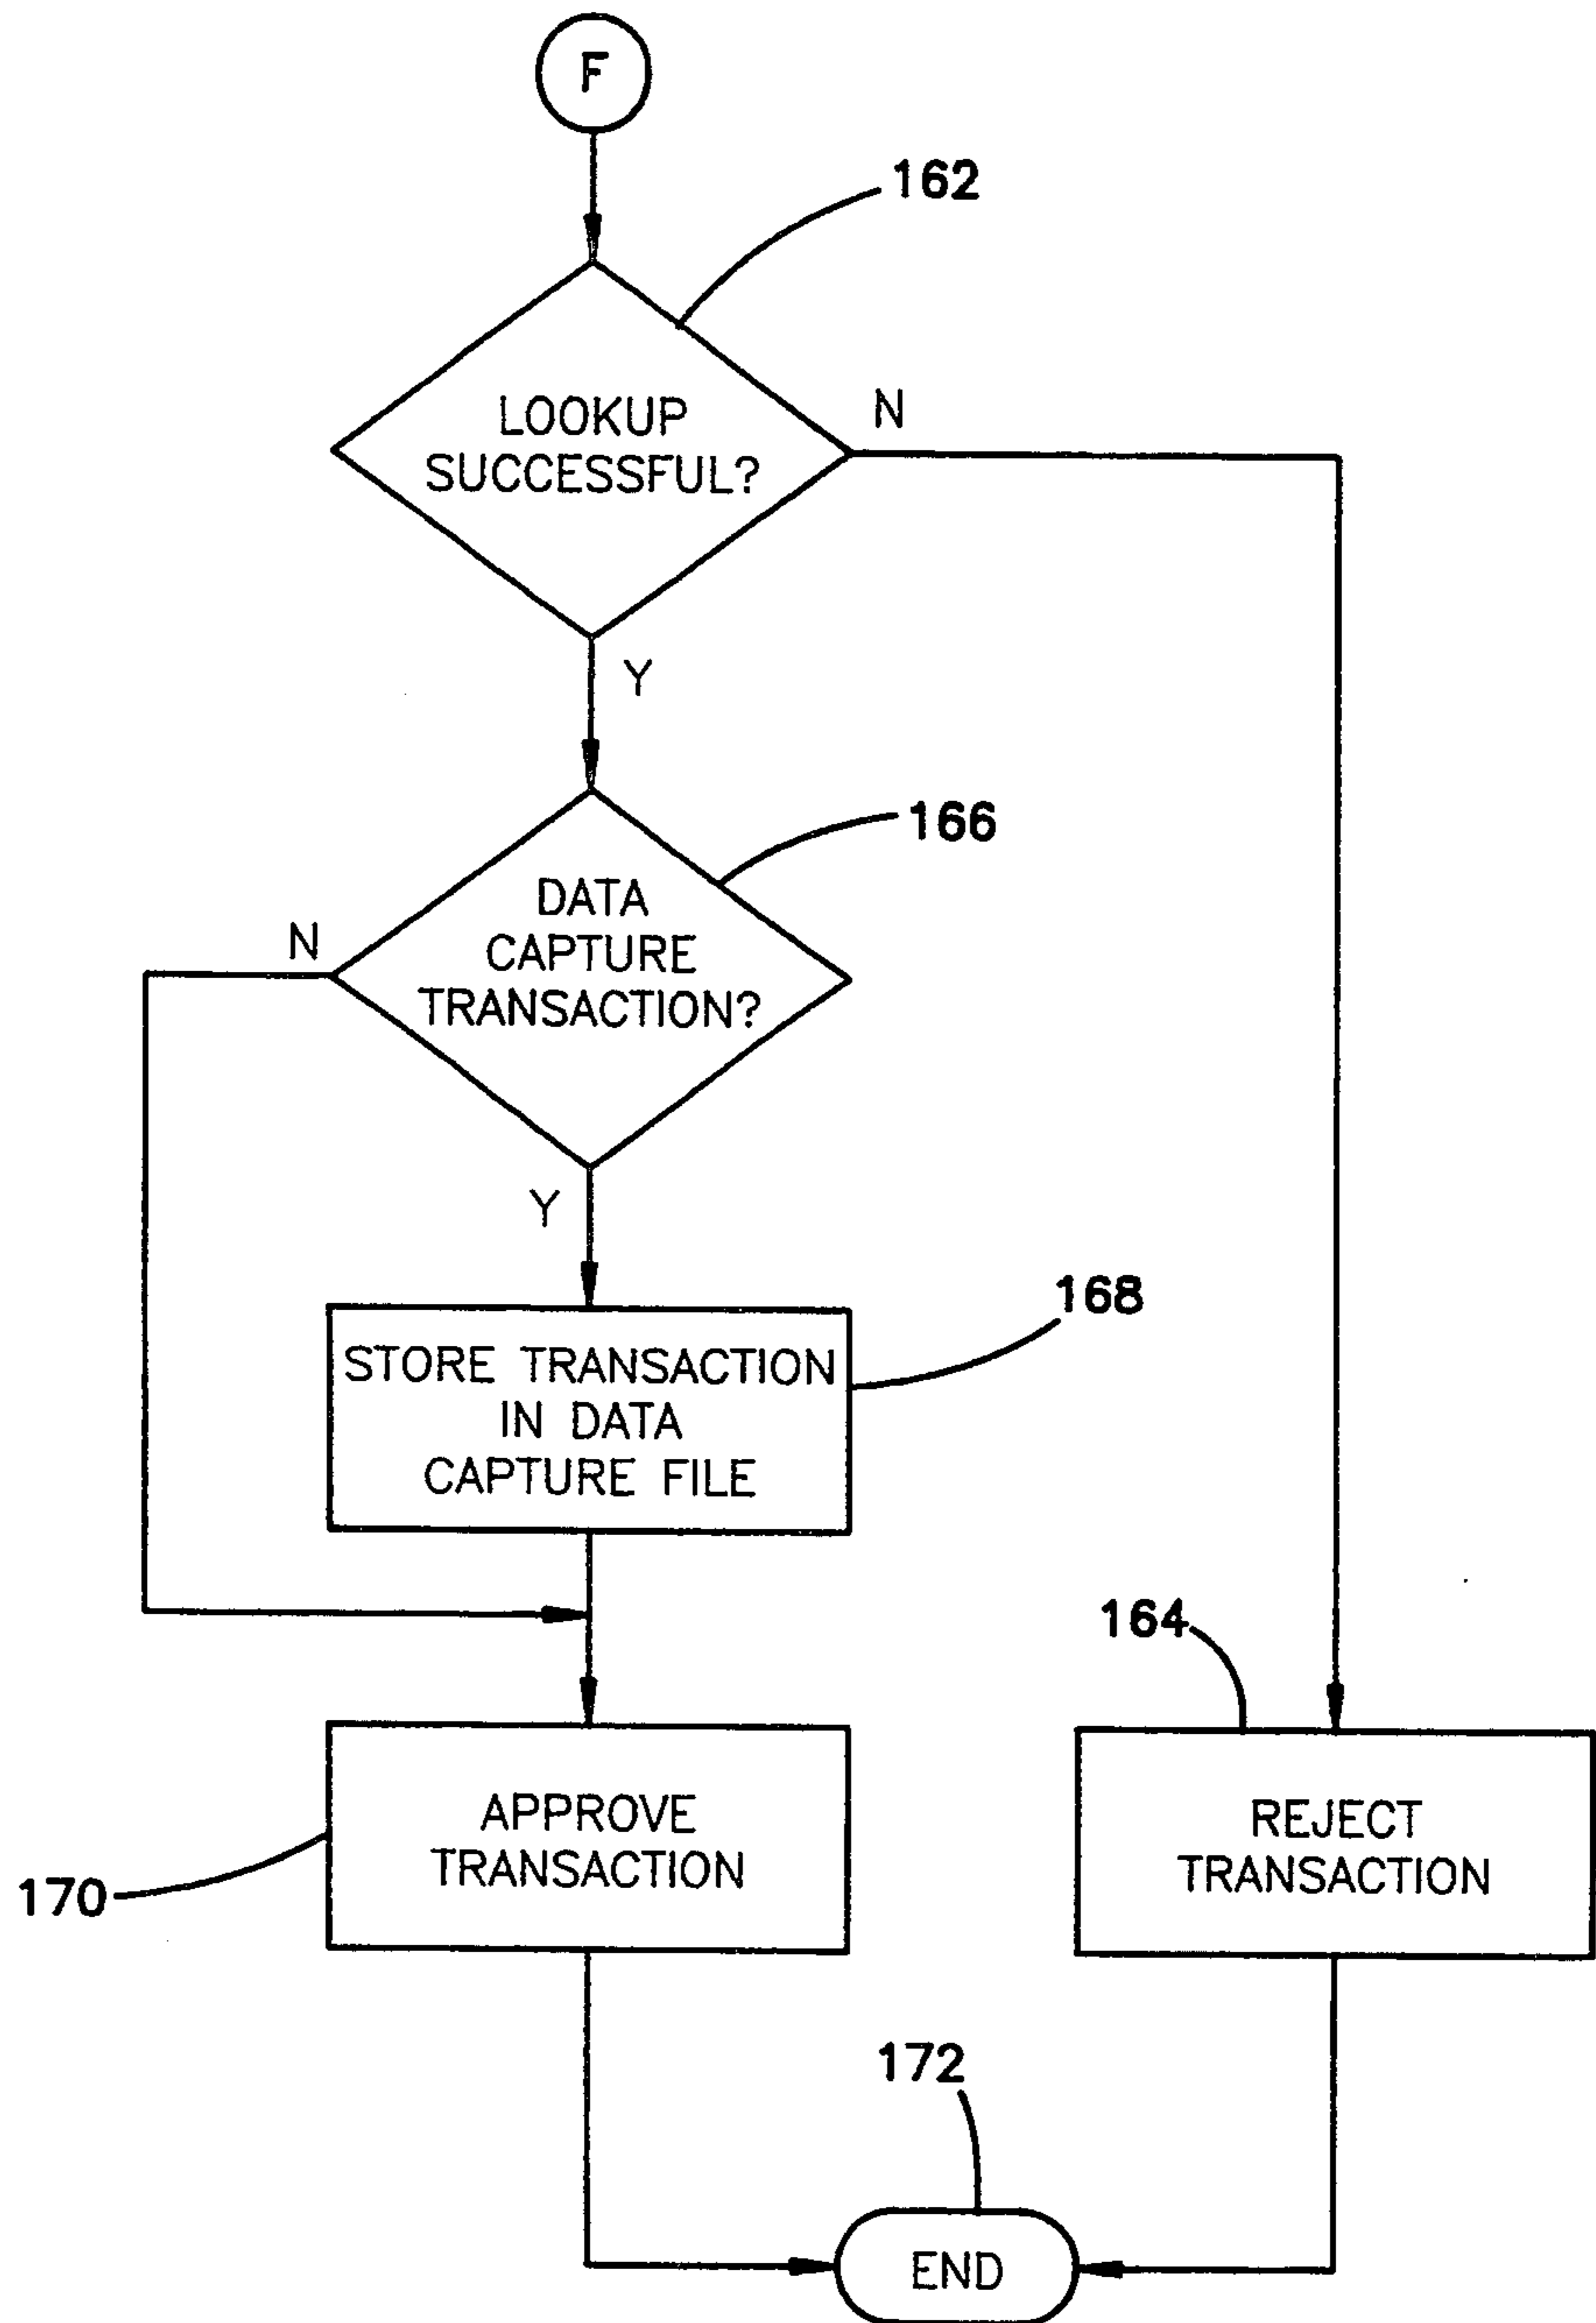 F
162
LOOKUP
SUCCESSFUL?
N
Y
166
DATA
CAPTURE
TRANSACTION?
N
Y
168
STORE TRANSACTION
IN DATA
CAPTURE FILE
164
APPROVE
TRANSACTION
170
REJECT
TRANSACTION
172
END